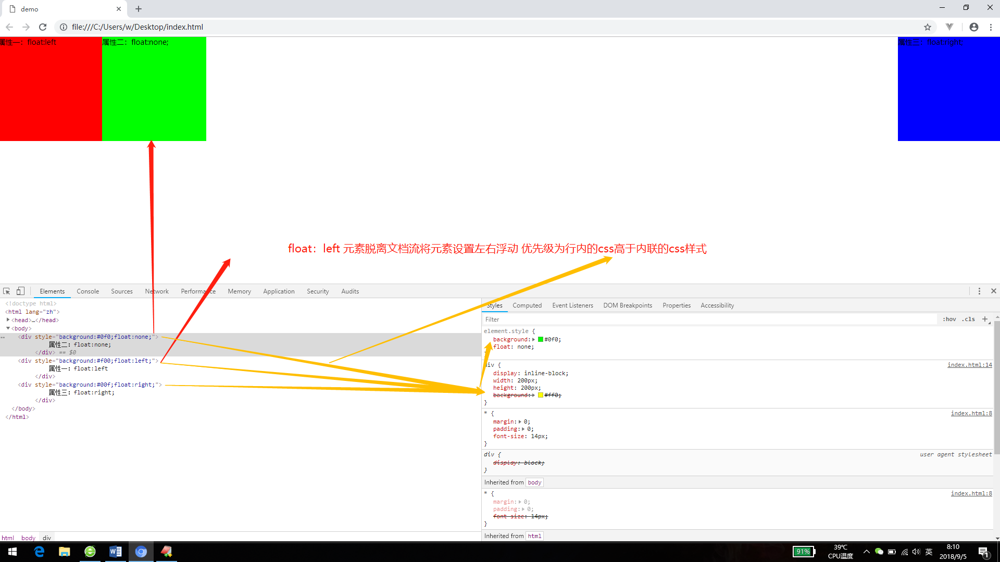 demo
file:///C:/Users/w/Desktop/index.html
属性一：float:left
属性二：float:none;
属性三：float:right;
float：left 元素脱离文档流将元素设置左右浮动 优先级为行内的css高于内联的css样式
Elements Console Sources Network Performance Memory Application Security Audits
<!doctype html>
<html lang="zh">
<head>…</head>
<body>
<div style="background:#0f0;float:none;">
属性二：float:none;
</div> == $0
<div style="background:#f00;float:left;">
属性一：float:left
</div>
<div style="background:#00f;float:right;">
属性三：float:right;
</div>
</body>
</html>
html body div
Styles Computed Event Listeners DOM Breakpoints Properties Accessibility
Filter :hov .cls
element.style {
background: #0f0;
float: none;
div { index.html:14
display: inline-block;
width: 200px;
height: 200px;
background: #ff0;
}
* { index.html:8
margin: 0;
padding: 0;
font-size: 14px;
}
div { user agent stylesheet
display: block;
}
Inherited from body
* { index.html:8
margin: 0;
padding: 0;
font-size: 14px;
}
Inherited from html
91% 39℃ 英 8:10
CPU温度 2018/9/5 1